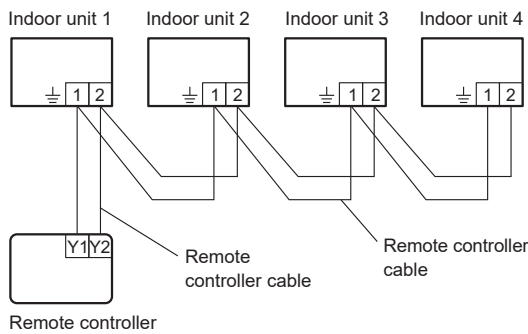 Indoor unit 1
Indoor unit 2
Indoor unit 3
Indoor unit 4
1 2
1 2
1 2
1 2
Y1 Y2
Remote
controller cable
Remote controller
cable
Remote controller